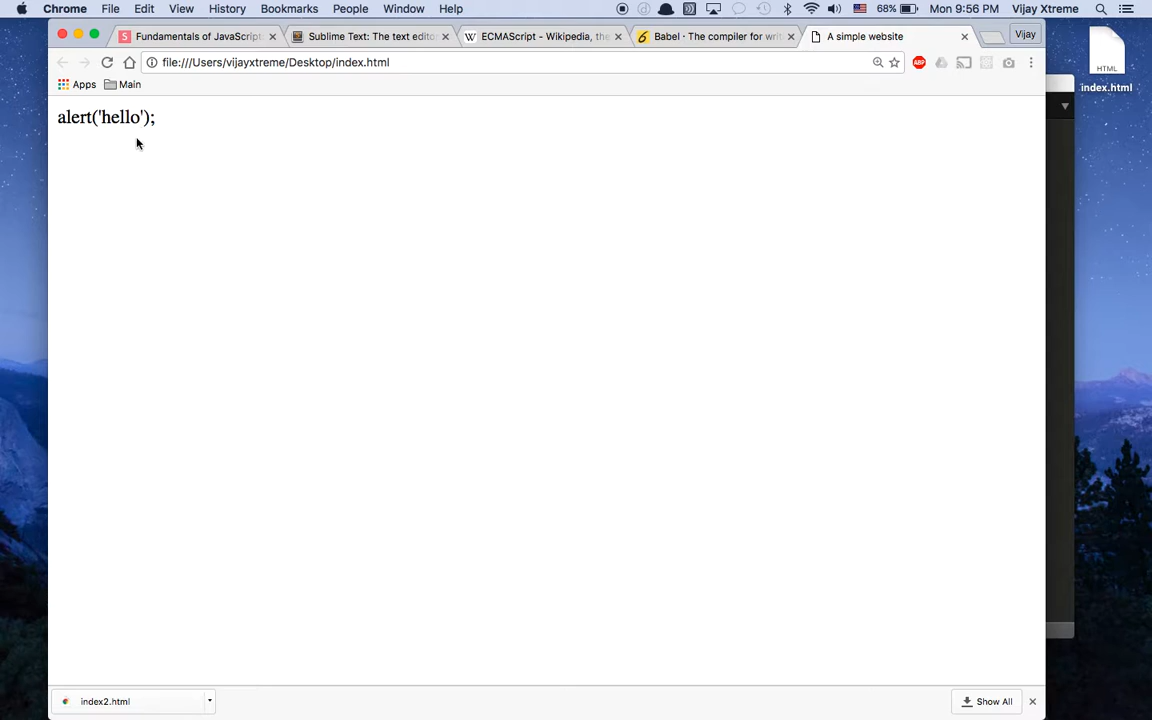 Chrome File Edit View History Bookmarks People Window Help 68% Mon 9:56 PM Vijay Xtreme
Fundamentals of JavaScript Sublime Text: The text edito ECMAScript - Wikipedia, the Babel · The compiler for writ A simple website Vijay
file:///Users/vijayxtreme/Desktop/index.html ABP
Apps Main
alert('hello');
HTML
index.html
index2.html Show All